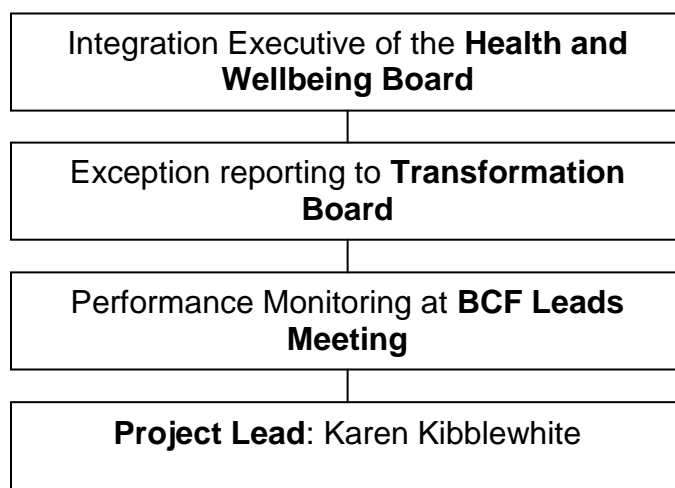 Integration Executive of the Health and
Wellbeing Board
Exception reporting to Transformation
Board
Performance Monitoring at BCF Leads
Meeting
Project Lead: Karen Kibblewhite